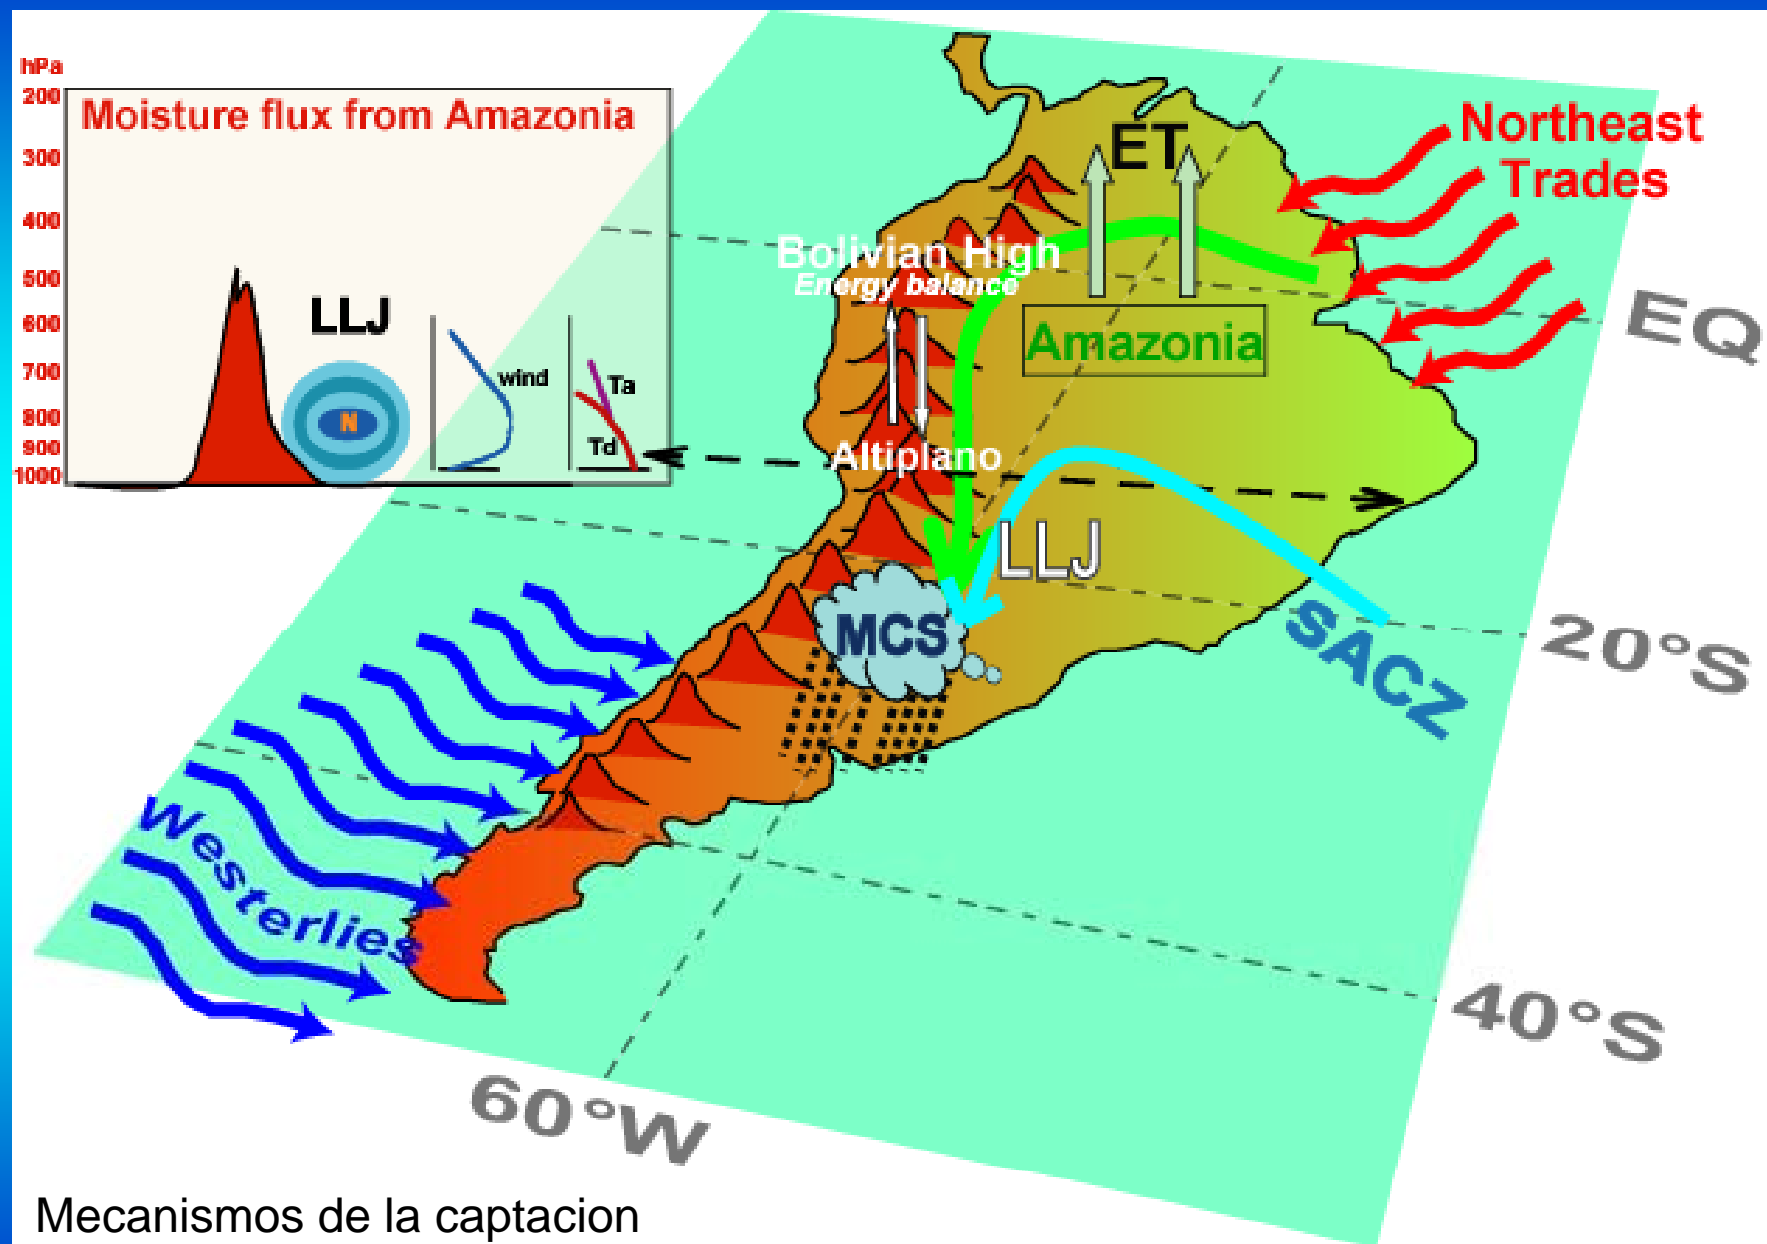 hPa
200
300
400
500
600
700
800
900
1000
Moisture flux from Amazonia
LLJ
N
wind
Ta
Td
ET
Northeast
Trades
Bolivian High
Energy balance
Amazonia
EQ
Altiplano
LLJ
MCS
SACZ
20°S
Westerlies
40°S
60°W
Mecanismos de la captacion